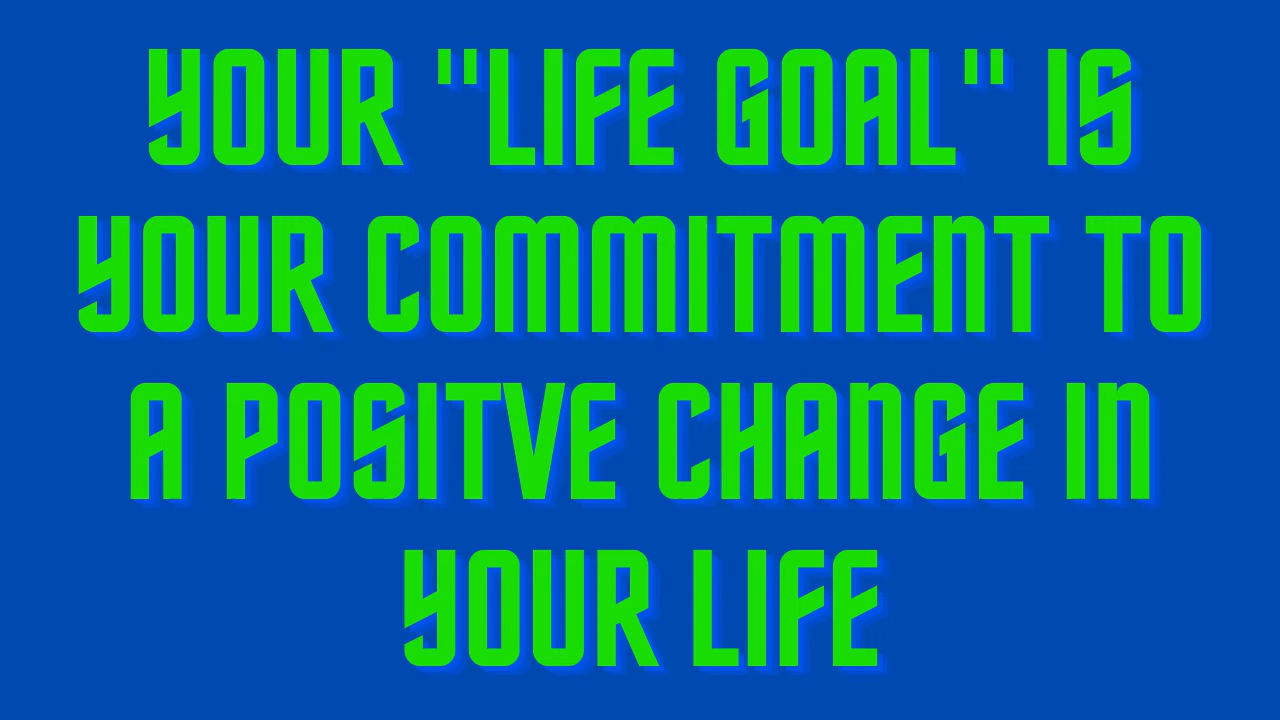 YOUR "LIFE GOAL" IS
YOUR COMMITMENT TO
A POSITVE CHANGE IN
YOUR LIFE